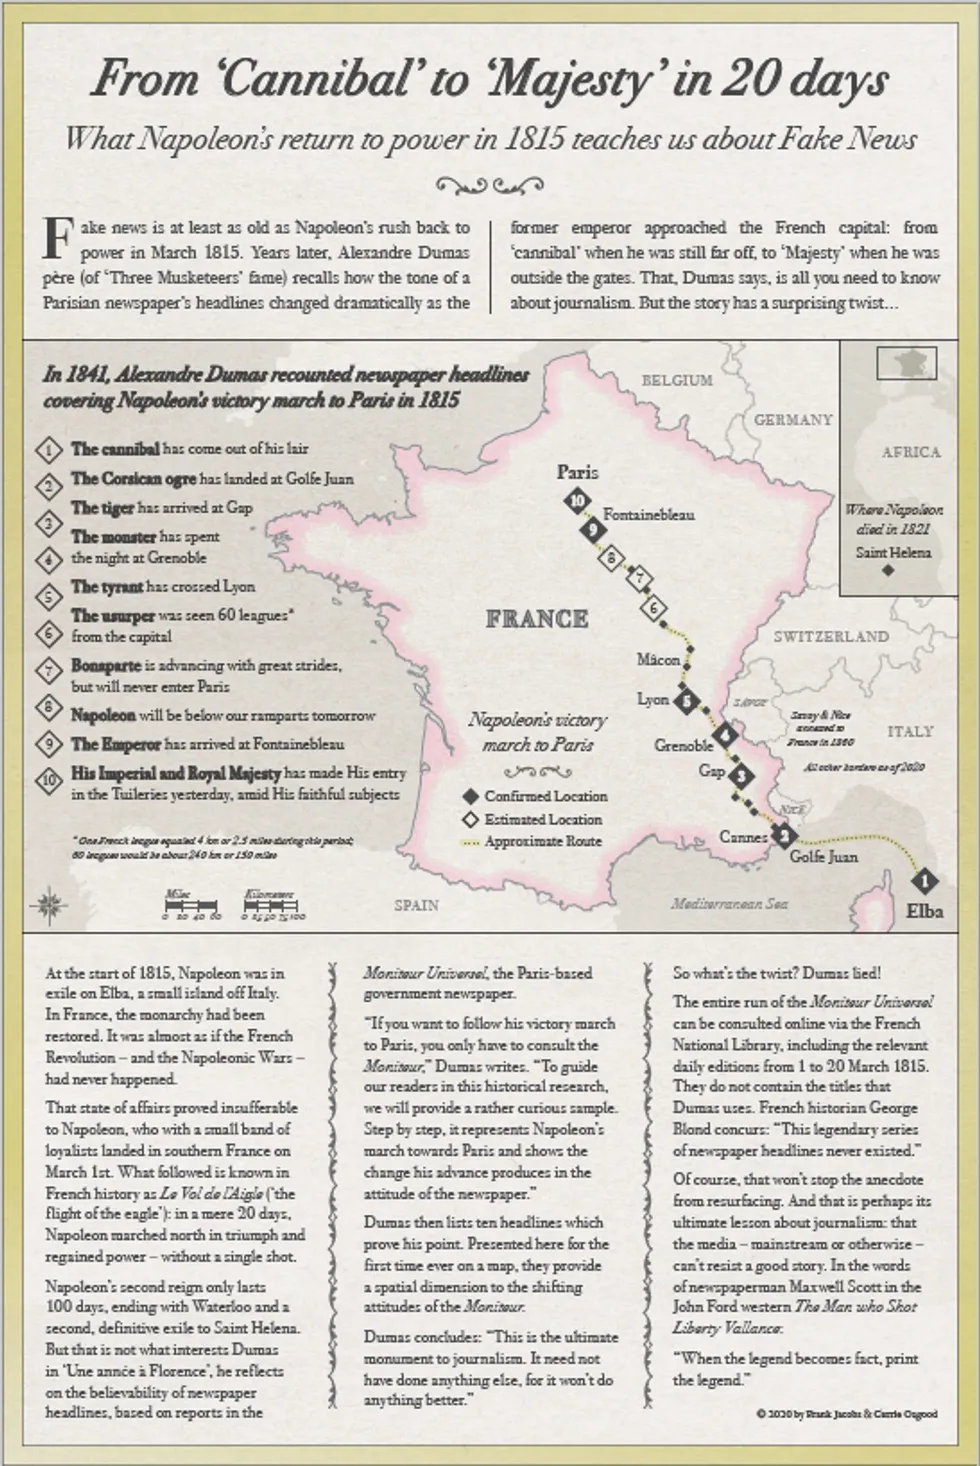 From ‘Cannibal’ to ‘Majesty’ in 20 days
What Napoleon’s return to power in 1815 teaches us about Fake News
Fake news is at least as old as Napoleon’s rush back to
power in March 1815. Years later, Alexandre Dumas
père (of ‘Three Musketeers’ fame) recalls how the tone of a
Parisian newspaper’s headlines changed dramatically as the
former emperor approached the French capital: from
‘cannibal’ when he was still far off, to ‘Majesty’ when he was
outside the gates. That, Dumas says, is all you need to know
about journalism. But the story has a surprising twist...
In 1841, Alexandre Dumas recounted newspaper headlines
covering Napoleon’s victory march to Paris in 1815
1 The cannibal has come out of his lair
2 The Corsican ogre has landed at Golfe Juan
3 The tiger has arrived at Gap
4 The monster has spent
the night at Grenoble
5 The tyrant has crossed Lyon
6 The usurper was seen 60 leagues*
from the capital
7 Bonaparte is advancing with great strides,
but will never enter Paris
8 Napoleon will be below our ramparts tomorrow
9 The Emperor has arrived at Fontainebleau
10 His Imperial and Royal Majesty has made His entry
in the Tuileries yesterday, amid His faithful subjects
* One French league equaled 4 km or 2.5 miles during this period;
60 leagues would be about 240 km or 150 miles
Miles
0 20 40 60
Kilometers
0 25 50 75 100
BELGIUM
GERMANY
AFRICA
Where Napoleon
died in 1821
Saint Helena
Paris
10
Fontainebleau
9
8
7
6
FRANCE
SWITZERLAND
Mâcon
Lyon
5
SAVOY
Savoy & Nice
annexed to
France in 1860
ITALY
All other borders as of 2020
4
Grenoble
Gap
3
NICE
Cannes
2
Golfe Juan
1
Elba
Napoleon’s victory
march to Paris
Confirmed Location
Estimated Location
Approximate Route
SPAIN
Mediterranean Sea
At the start of 1815, Napoleon was in
exile on Elba, a small island off Italy.
In France, the monarchy had been
restored. It was almost as if the French
Revolution – and the Napoleonic Wars –
had never happened.
That state of affairs proved insufferable
to Napoleon, who with a small band of
loyalists landed in southern France on
March 1st. What followed is known in
French history as Le Vol de l’Aigle (‘the
flight of the eagle’): in a mere 20 days,
Napoleon marched north in triumph and
regained power – without a single shot.
Napoleon’s second reign only lasts
100 days, ending with Waterloo and a
second, definitive exile to Saint Helena.
But that is not what interests Dumas
in ‘Une année à Florence’, he reflects
on the believability of newspaper
headlines, based on reports in the
Moniteur Universel, the Paris-based
government newspaper.
“If you want to follow his victory march
to Paris, you only have to consult the
Moniteur,” Dumas writes. “To guide
our readers in this historical research,
we will provide a rather curious sample.
Step by step, it represents Napoleon’s
march towards Paris and shows the
change his advance produces in the
attitude of the newspaper.”
Dumas then lists ten headlines which
prove his point. Presented here for the
first time ever on a map, they provide
a spatial dimension to the shifting
attitudes of the Moniteur.
Dumas concludes: “This is the ultimate
monument to journalism. It need not
have done anything else, for it won’t do
anything better.”
So what’s the twist? Dumas lied!
The entire run of the Moniteur Universel
can be consulted online via the French
National Library, including the relevant
daily editions from 1 to 20 March 1815.
They do not contain the titles that
Dumas uses. French historian George
Blond concurs: “This legendary series
of newspaper headlines never existed.”
Of course, that won’t stop the anecdote
from resurfacing. And that is perhaps its
ultimate lesson about journalism: that
the media – mainstream or otherwise –
can’t resist a good story. In the words
of newspaperman Maxwell Scott in the
John Ford western The Man who Shot
Liberty Vallance:
“When the legend becomes fact, print
the legend.”
© 2020 by Frank Jacobs & Carrie Osgood